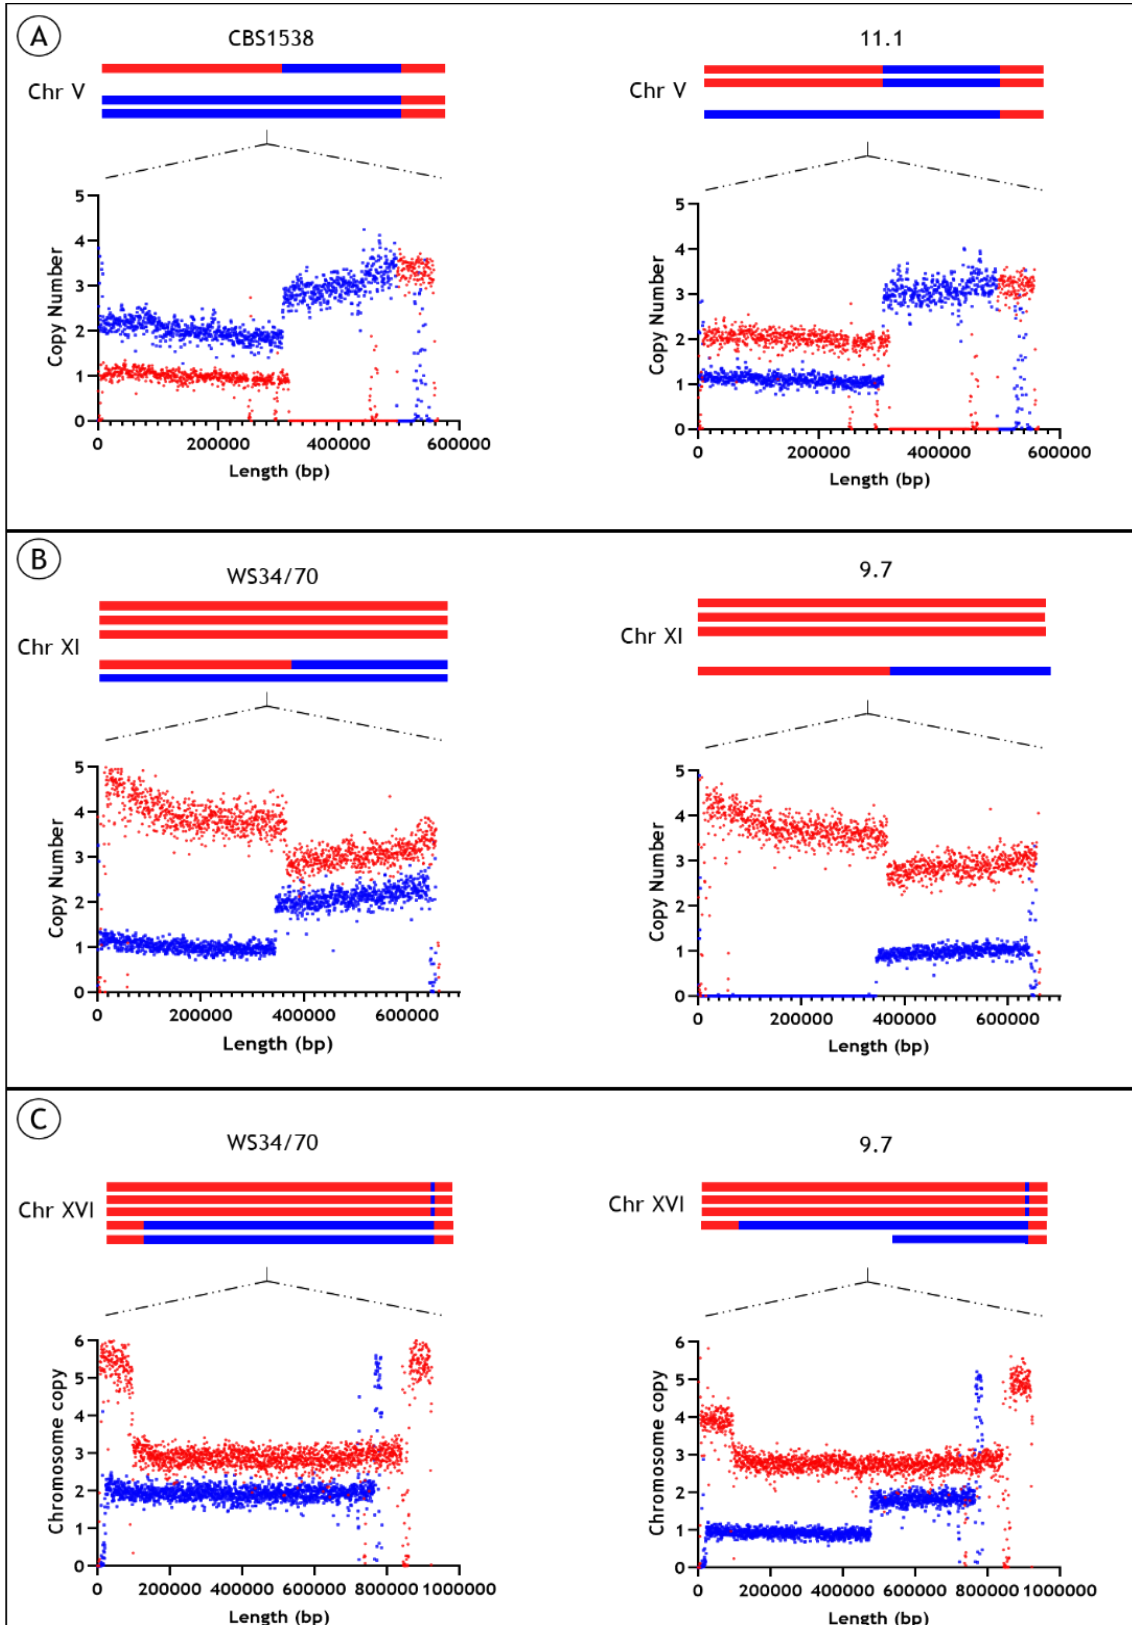 A
CBS1538
11.1
Chr V
Chr V
5
4
3
2
1
0
Copy Number
0 200000 400000 600000
Length (bp)
5
4
3
2
1
0
Copy Number
0 200000 400000 600000
Length (bp)
B
WS34/70
9.7
Chr XI
Chr XI
5
4
3
2
1
0
Copy Number
0 200000 400000 600000
Length (bp)
5
4
3
2
1
0
Copy Number
0 200000 400000 600000
Length (bp)
C
WS34/70
9.7
Chr XVI
Chr XVI
6
5
4
3
2
1
0
Chromosome copy
0 200000 400000 600000 800000 1000000
Length (bp)
6
5
4
3
2
1
0
Chromosome copy
0 200000 400000 600000 800000 1000000
Length (bp)